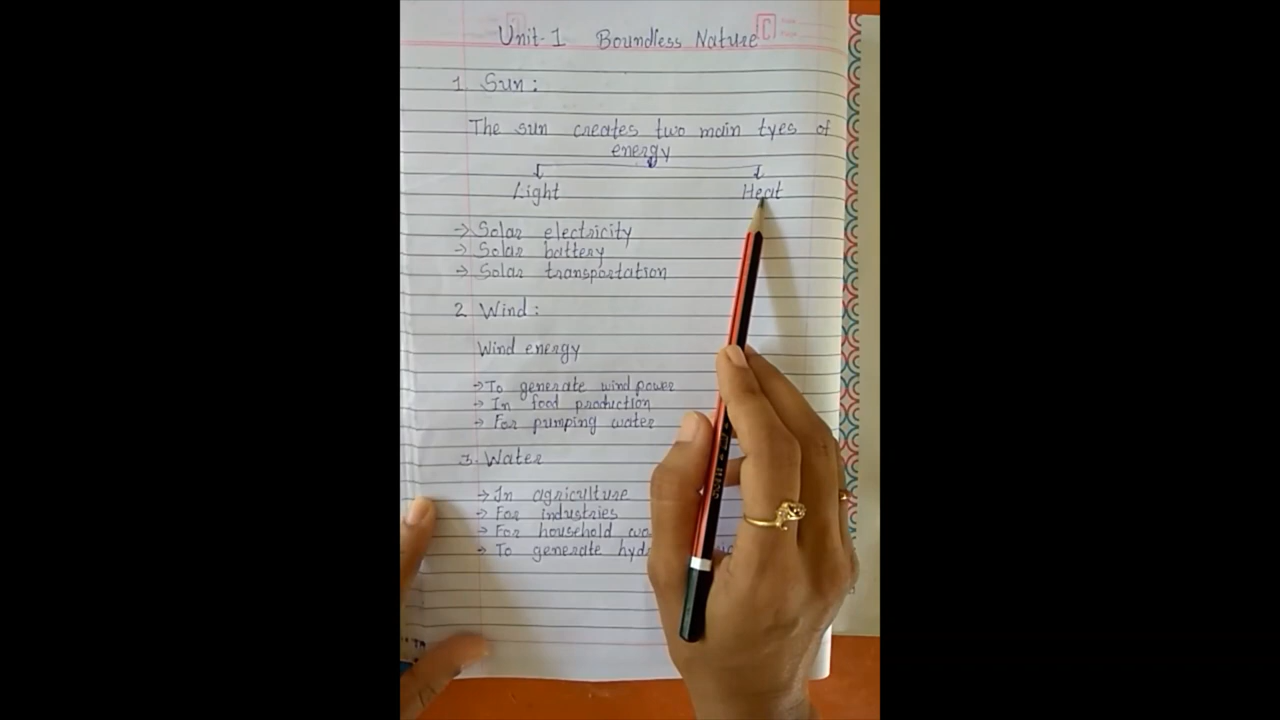 Unit-1 Boundless Nature
1. Sun:
The sun creates two main tyes of
energy
Light Heat
→ Solar electricity
→ Solar battery
→ Solar transportation
2. Wind:
Wind energy
→ To generate wind power
→ In food production
→ For pumping water
3. Water
→ In agriculture
→ For industries
→ For household
→ To generate